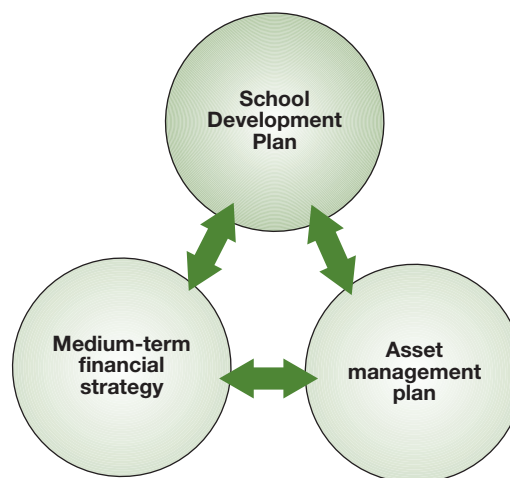 School
Development
Plan
Medium-term
financial
strategy
Asset
management
plan